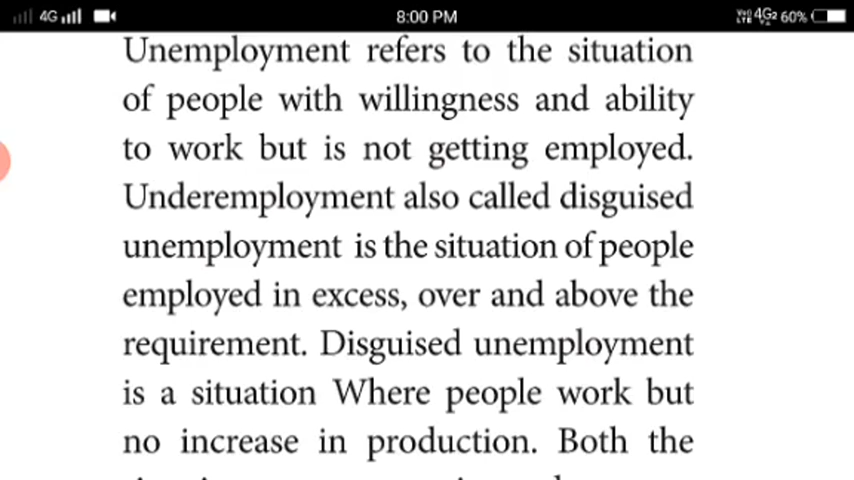 4G 8:00 PM 4G2 60%
Unemployment refers to the situation
of people with willingness and ability
to work but is not getting employed.
Underemployment also called disguised
unemployment is the situation of people
employed in excess, over and above the
requirement. Disguised unemployment
is a situation Where people work but
no increase in production. Both the